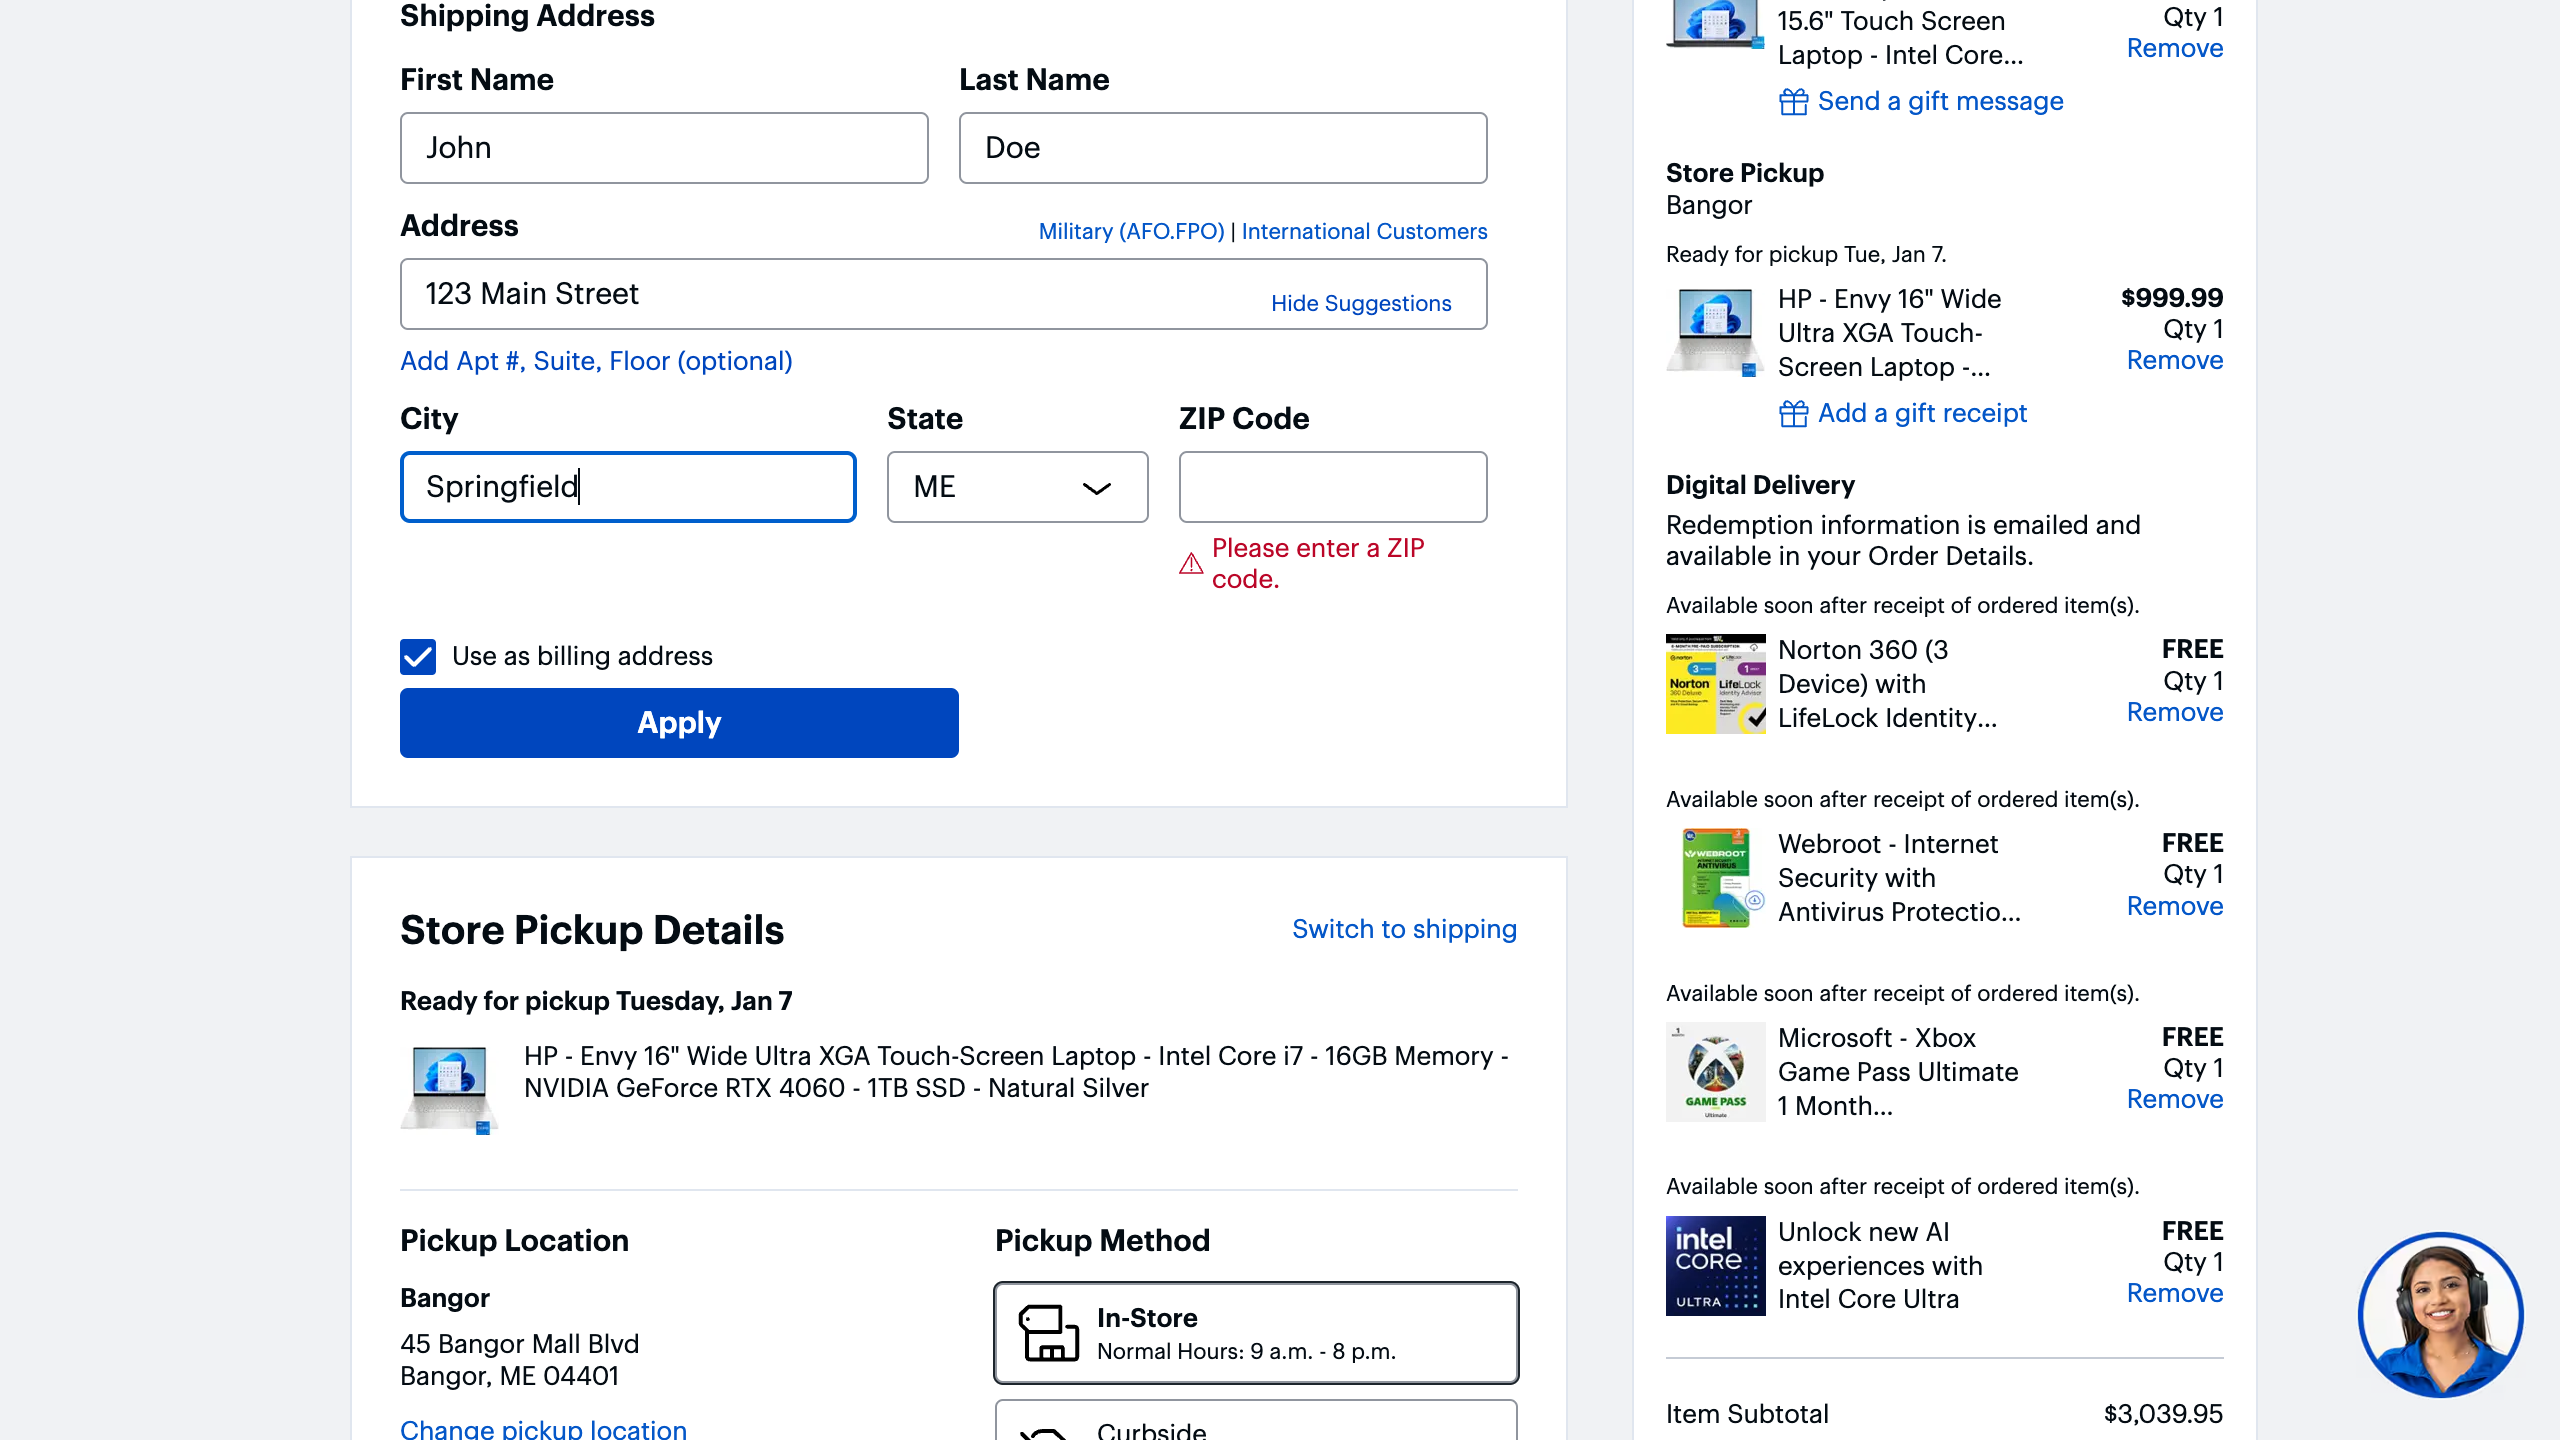 Shipping Address
First Name
Last Name
John
Doe
Address
Military (AFO.FPO) | International Customers
123 Main Street
Hide Suggestions
Add Apt #, Suite, Floor (optional)
City
State
ZIP Code
Springfield
ME
Please enter a ZIP
code.
Use as billing address
Apply
Store Pickup Details
Switch to shipping
Ready for pickup Tuesday, Jan 7
HP - Envy 16" Wide Ultra XGA Touch-Screen Laptop - Intel Core i7 - 16GB Memory -
NVIDIA GeForce RTX 4060 - 1TB SSD - Natural Silver
Pickup Location
Bangor
45 Bangor Mall Blvd
Bangor, ME 04401
Change pickup location
Pickup Method
In-Store
Normal Hours: 9 a.m. - 8 p.m.
Curbside
15.6" Touch Screen
Laptop - Intel Core...
Qty 1
Remove
Send a gift message
Store Pickup
Bangor
Ready for pickup Tue, Jan 7.
HP - Envy 16" Wide
Ultra XGA Touch-
Screen Laptop -...
$999.99
Qty 1
Remove
Add a gift receipt
Digital Delivery
Redemption information is emailed and
available in your Order Details.
Available soon after receipt of ordered item(s).
Norton
LifeLock
Norton 360 (3
Device) with
LifeLock Identity...
FREE
Qty 1
Remove
Available soon after receipt of ordered item(s).
WEBROOT
ANTIVIRUS
Webroot - Internet
Security with
Antivirus Protectio...
FREE
Qty 1
Remove
Available soon after receipt of ordered item(s).
GAME PASS
Ultimate
Microsoft - Xbox
Game Pass Ultimate
1 Month...
FREE
Qty 1
Remove
Available soon after receipt of ordered item(s).
intel
CORE
ULTRA
Unlock new AI
experiences with
Intel Core Ultra
FREE
Qty 1
Remove
Item Subtotal
$3,039.95